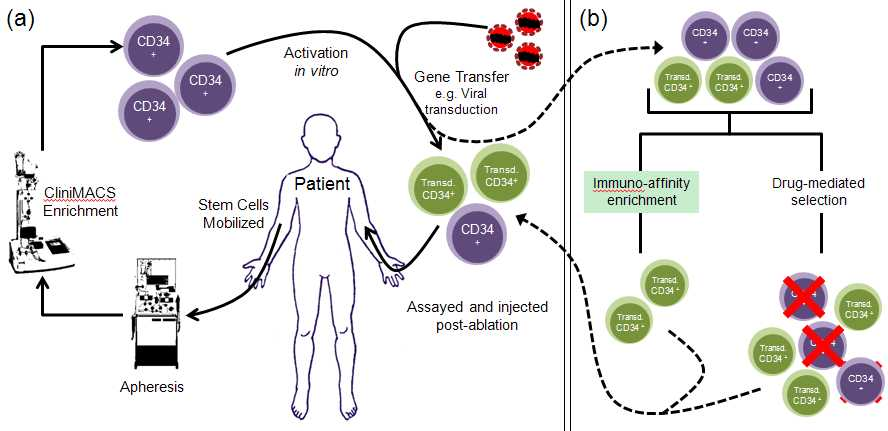 (a)
CD34
+
CD34
+
CD34
+
Activation
in vitro
Gene Transfer
e.g. Viral
transduction
CliniMACS
Enrichment
Stem Cells
Mobilized
Patient
Transd.
CD34+
Transd.
CD34+
CD34
+
Assayed and injected
post-ablation
Apheresis
(b)
CD34
+
CD34
+
Transd.
CD34 +
Transd.
CD34 +
CD34
+
Immuno-affinity
enrichment
Drug-mediated
selection
Transd.
CD34 +
Transd.
CD34 +
Transd.
CD34 +
Transd.
CD34 +
CD34
+
Transd.
CD34 +